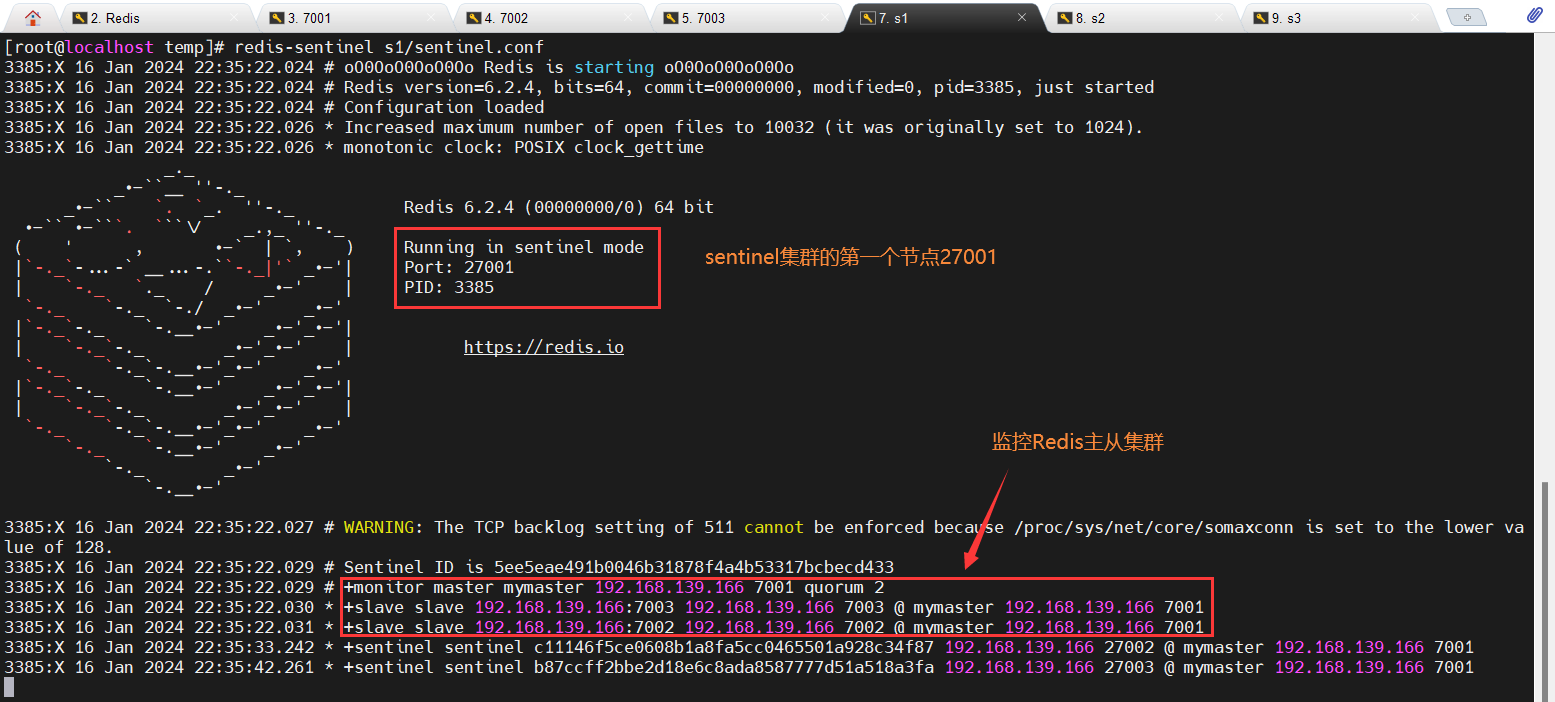 2. Redis
3. 7001
4. 7002
5. 7003
7. s1
8. s2
9. s3
[root@localhost temp]# redis-sentinel s1/sentinel.conf
3385:X 16 Jan 2024 22:35:22.024 # oO0OoO0OoO0Oo Redis is starting oO0OoO0OoO0Oo
3385:X 16 Jan 2024 22:35:22.024 # Redis version=6.2.4, bits=64, commit=00000000, modified=0, pid=3385, just started
3385:X 16 Jan 2024 22:35:22.024 # Configuration loaded
3385:X 16 Jan 2024 22:35:22.026 * Increased maximum number of open files to 10032 (it was originally set to 1024).
3385:X 16 Jan 2024 22:35:22.026 * monotonic clock: POSIX clock_gettime
Redis 6.2.4 (00000000/0) 64 bit
Running in sentinel mode
Port: 27001
PID: 3385
sentinel集群的第一个节点27001
https://redis.io
监控Redis主从集群
3385:X 16 Jan 2024 22:35:22.027 # WARNING: The TCP backlog setting of 511 cannot be enforced because /proc/sys/net/core/somaxconn is set to the lower va
lue of 128.
3385:X 16 Jan 2024 22:35:22.029 # Sentinel ID is 5ee5eae491b0046b31878f4a4b53317bcbecd433
3385:X 16 Jan 2024 22:35:22.029 # +monitor master mymaster 192.168.139.166 7001 quorum 2
3385:X 16 Jan 2024 22:35:22.030 * +slave slave 192.168.139.166:7003 192.168.139.166 7003 @ mymaster 192.168.139.166 7001
3385:X 16 Jan 2024 22:35:22.031 * +slave slave 192.168.139.166:7002 192.168.139.166 7002 @ mymaster 192.168.139.166 7001
3385:X 16 Jan 2024 22:35:33.242 * +sentinel sentinel c11146f5ce0608b1a8fa5cc0465501a928c34f87 192.168.139.166 27002 @ mymaster 192.168.139.166 7001
3385:X 16 Jan 2024 22:35:42.261 * +sentinel sentinel b87ccff2bbe2d18e6c8ada8587777d51a518a3fa 192.168.139.166 27003 @ mymaster 192.168.139.166 7001